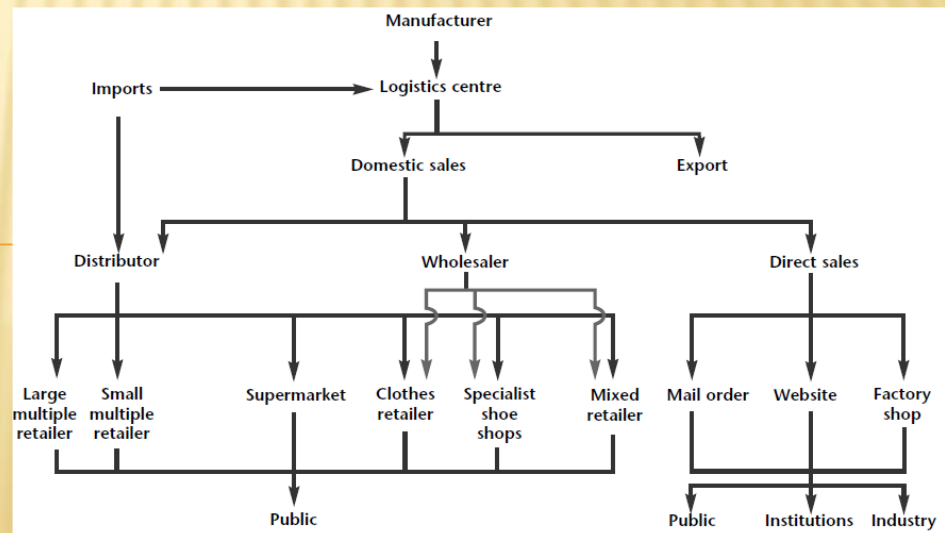 Manufacturer
Imports
Logistics centre
Domestic sales
Export
Distributor
Wholesaler
Direct sales
Large
multiple
retailer
Small
multiple
retailer
Supermarket
Clothes
retailer
Specialist
shoe
shops
Mixed
retailer
Mail order
Website
Factory
shop
Public
Public
Institutions
Industry